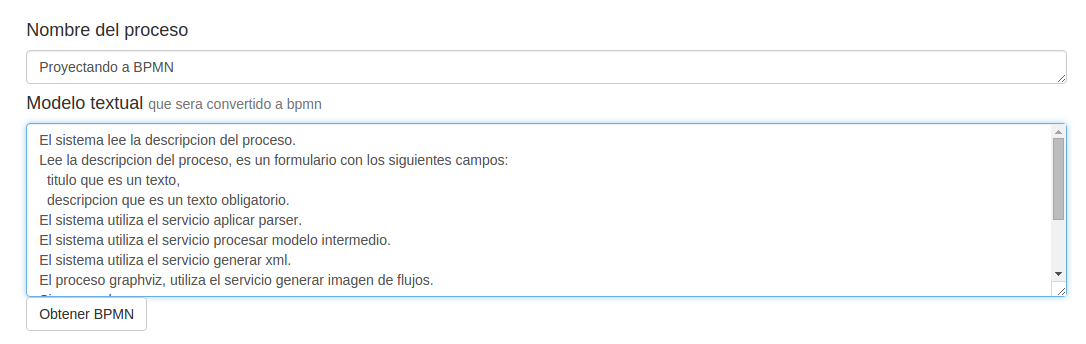 Nombre del proceso
Proyectando a BPMN
Modelo textual que sera convertido a bpmn
El sistema lee la descripcion del proceso.
Lee la descripcion del proceso, es un formulario con los siguientes campos:
titulo que es un texto,
descripcion que es un texto obligatorio.
El sistema utiliza el servicio aplicar parser.
El sistema utiliza el servicio procesar modelo intermedio.
El sistema utiliza el servicio generar xml.
El proceso graphviz, utiliza el servicio generar imagen de flujos.
Obtener BPMN